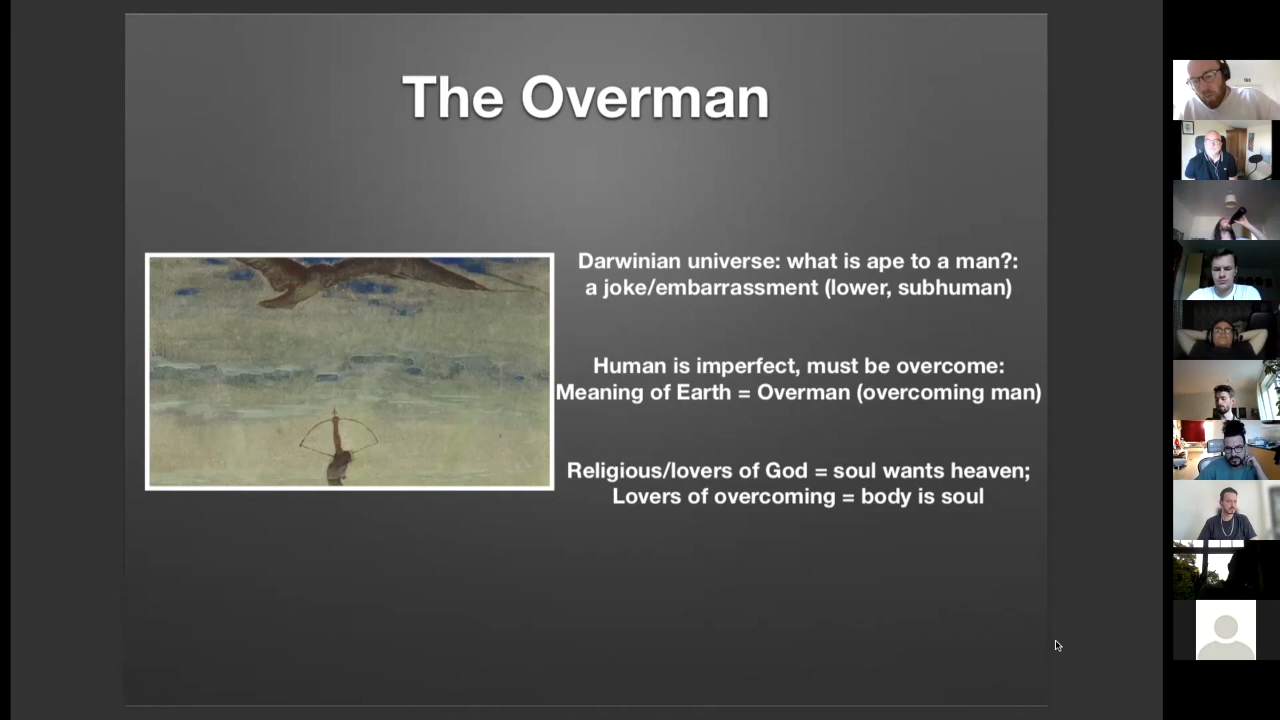 The Overman
Darwinian universe: what is ape to a man?:
a joke/embarrassment (lower, subhuman)
Human is imperfect, must be overcome:
Meaning of Earth = Overman (overcoming man)
Religious/lovers of God = soul wants heaven;
Lovers of overcoming = body is soul